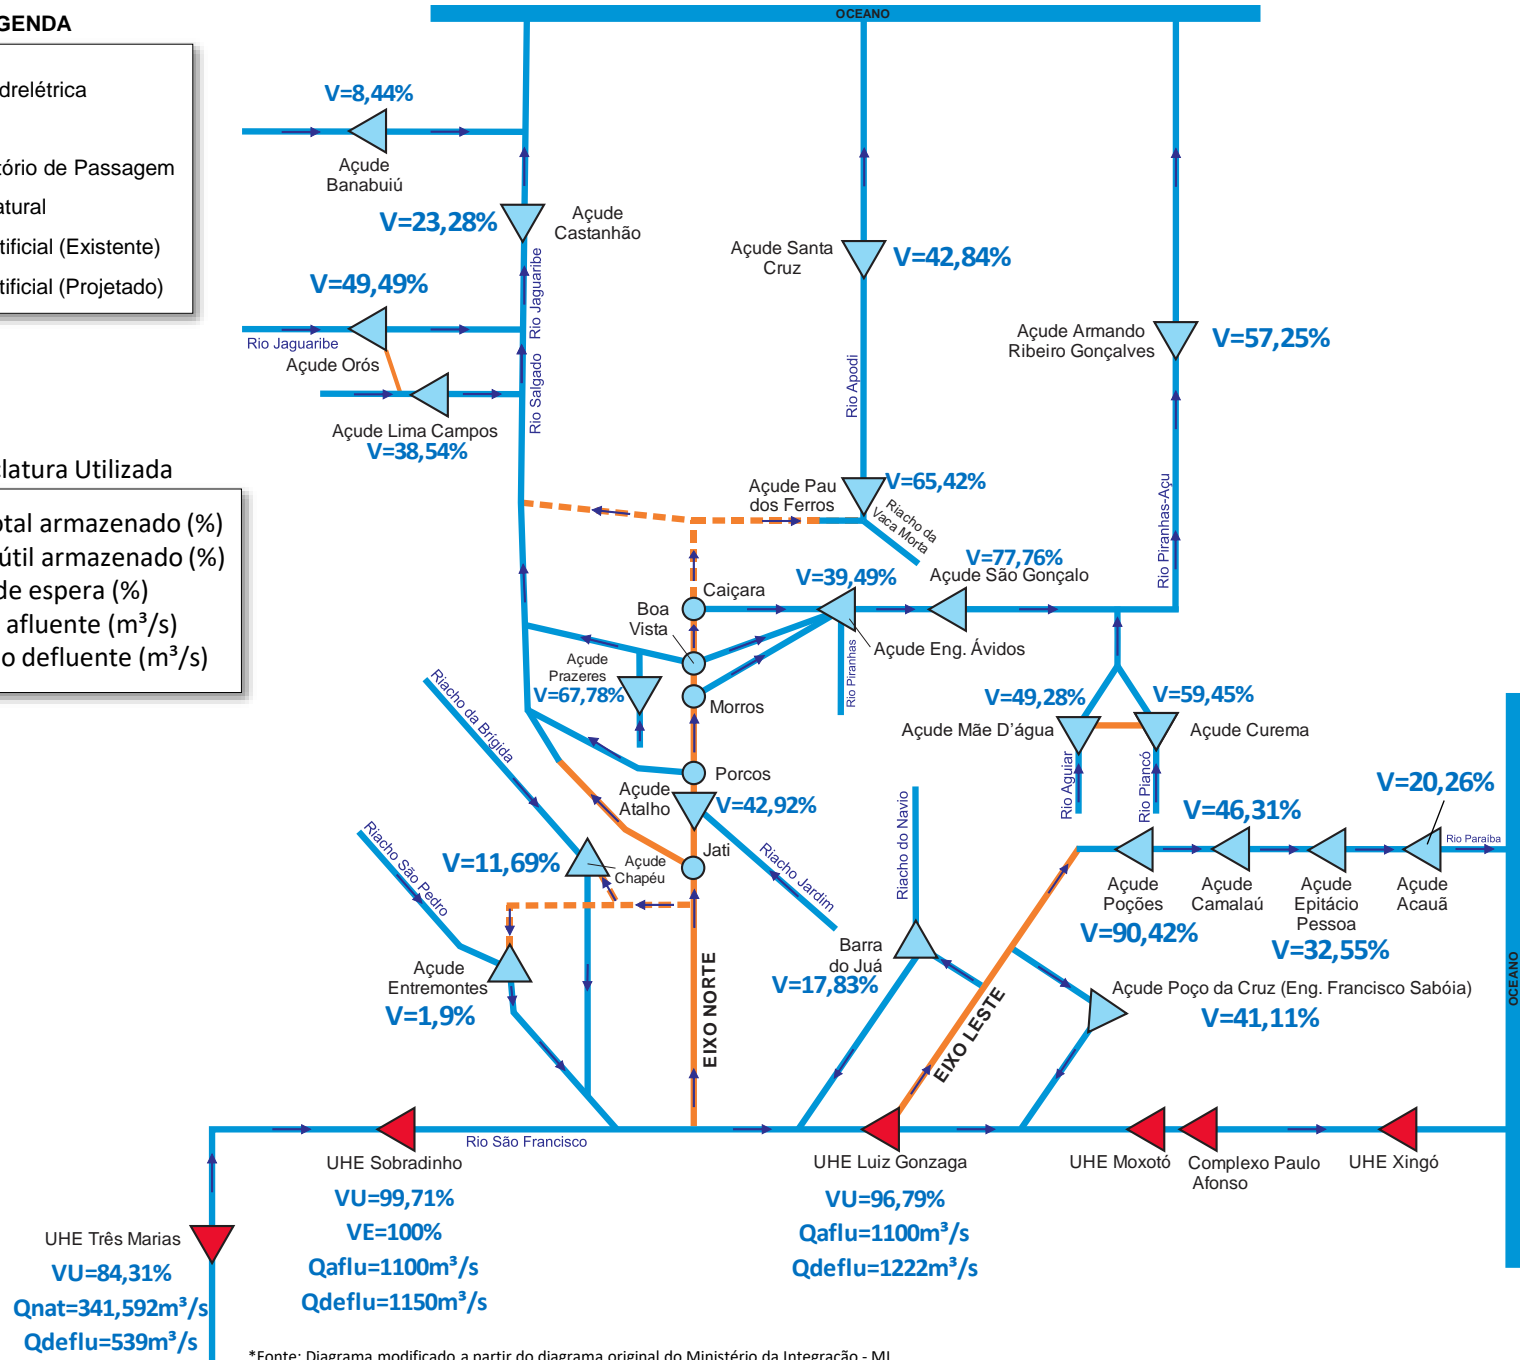 OCEANO
GENDA
drelétrica
tório de Passagem
atural
tificial (Existente)
tificial (Projetado)
V=8,44%
Açude
Banabuiú
V=23,28%
Açude
Castanhão
V=49,49%
Rio Jaguaribe
Rio Jaguaribe
Açude Orós
Rio Salgado
Açude Lima Campos
V=38,54%
Açude Santa
Cruz
V=42,84%
Rio Apodi
Açude Armando
Ribeiro Gonçalves
V=57,25%
Rio Piranhas-Açu
clatura Utilizada
otal armazenado (%)
útil armazenado (%)
de espera (%)
afluente (m³/s)
o defluente (m³/s)
Açude Pau
dos Ferros
V=65,42%
Riacho da
Vaca Morta
V=77,76%
Açude São Gonçalo
V=39,49%
Caiçara
Boa
Vista
Açude Eng. Ávidos
Rio Piranhas
Açude
Prazeres
V=67,78%
Morros
Porcos
V=49,28%
Açude Mãe D'água
V=59,45%
Açude Curema
Rio Aguiar
Rio Piancó
Riacho da Brígida
Açude
Atalho
V=42,92%
Jati
Riacho Jardim
Riacho São Pedro
V=11,69%
Açude
Chapéu
Riacho do Navio
V=20,26%
V=46,31%
Rio Paraíba
Açude
Poções
V=90,42%
Açude
Camalaú
Açude
Epitácio
Pessoa
V=32,55%
Açude
Acauã
Açude
Entremontes
V=1,9%
Barra
do Juá
V=17,83%
EIXO NORTE
EIXO LESTE
Açude Poço da Cruz (Eng. Francisco Sabóia)
V=41,11%
OCEANO
Rio São Francisco
UHE Sobradinho
VU=99,71%
VE=100%
Qaflu=1100m³/s
Qdeflu=1150m³/s
UHE Luiz Gonzaga
VU=96,79%
Qaflu=1100m³/s
Qdeflu=1222m³/s
UHE Moxotó
Complexo Paulo
Afonso
UHE Xingó
UHE Três Marias
VU=84,31%
Qnat=341,592m³/s
Qdeflu=539m³/s
*Fonte: Diagrama modificado a partir do diagrama original do Ministério da Integração - MI